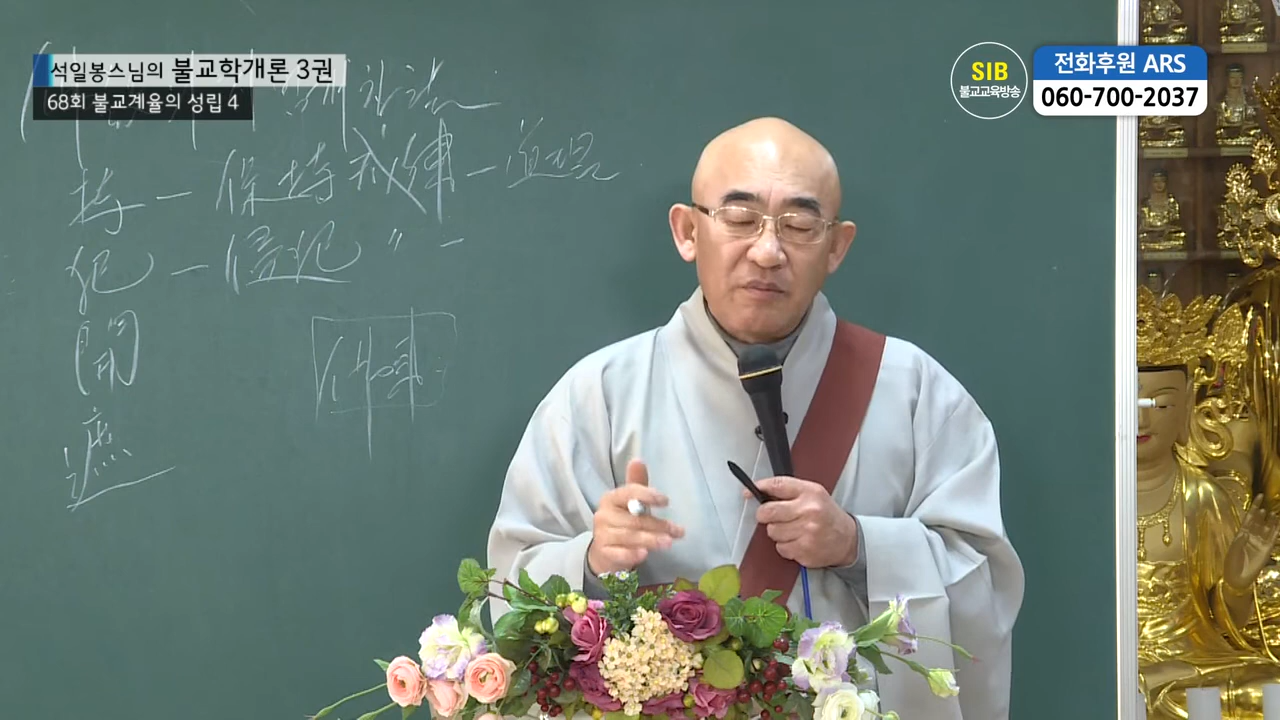 석일봉스님의 불교학개론 3권
68회 불교계율의 성립 4
SIB
불교교육방송
전화후원 ARS
060-700-2037
持 — 保持 戒律 — 道理
犯 — 侵犯 〃 —
開
遮